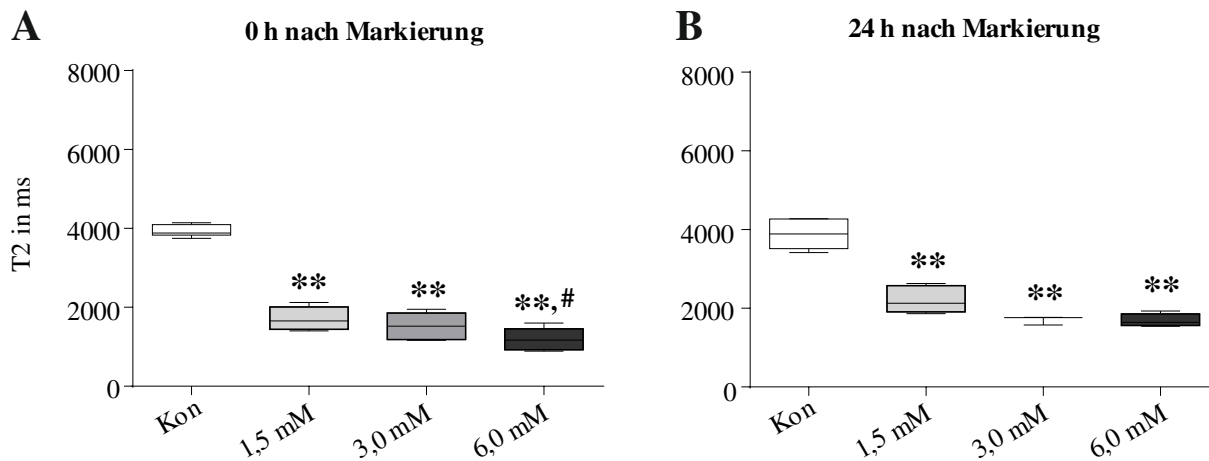 A
0 h nach Markierung
T2 in ms
8000
6000
4000
2000
0
**
**
**,#
Kon
1,5 mM
3,0 mM
6,0 mM
B
24 h nach Markierung
8000
6000
4000
2000
0
**
**
**
Kon
1,5 mM
3,0 mM
6,0 mM